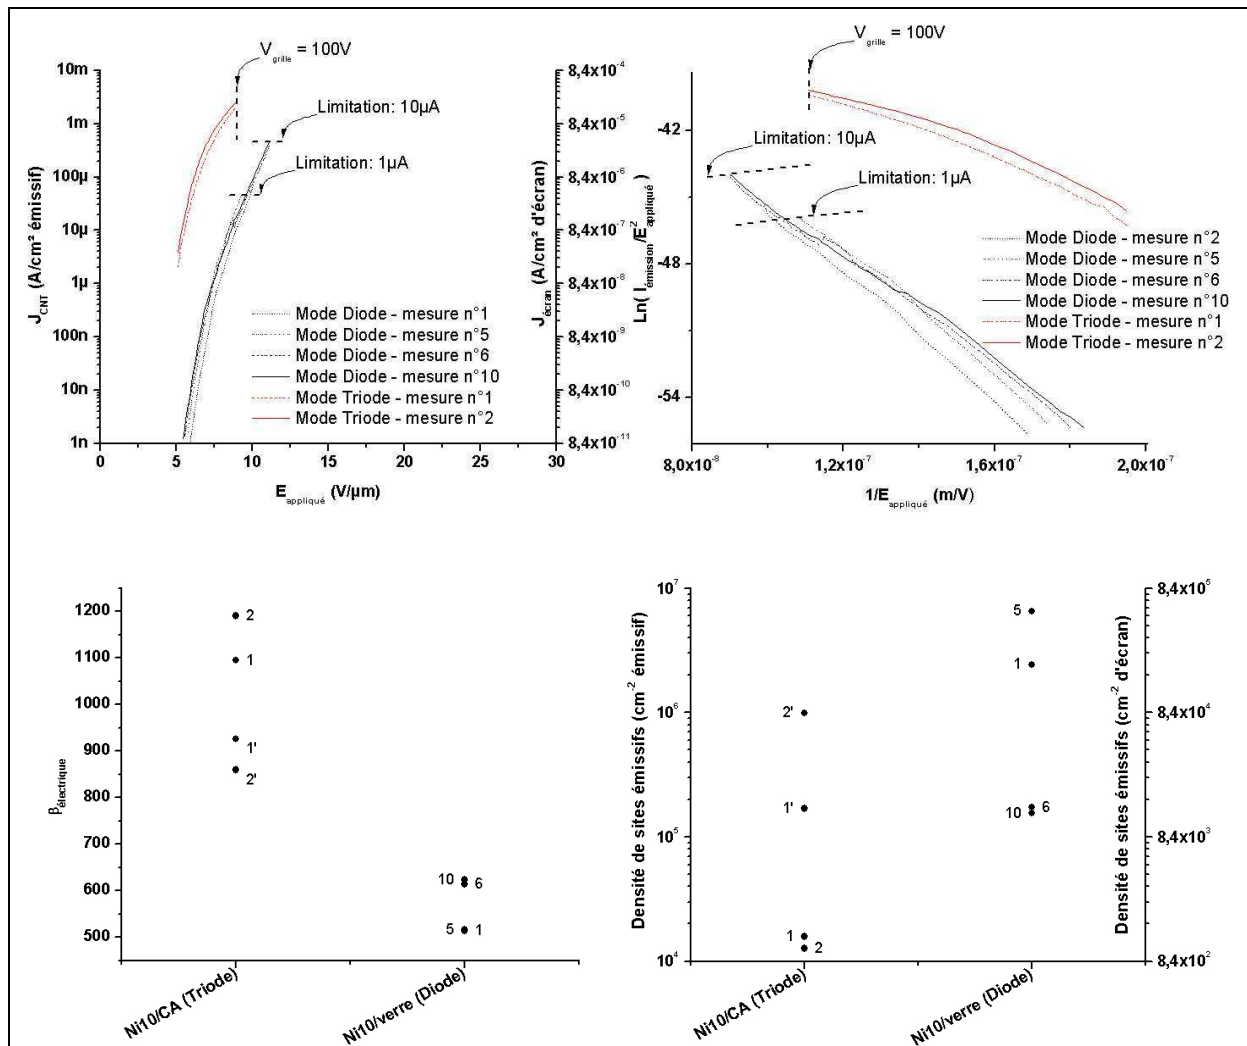 V grille = 100V
10m
1m
100µ
10µ
1µ
100n
10n
1n
0
5
10
15
20
25
30
J CNT (A/cm² émissif)
E appliqué (V/µm)
8,4x10⁻⁴
8,4x10⁻⁵
8,4x10⁻⁶
8,4x10⁻⁷
8,4x10⁻⁸
8,4x10⁻⁹
8,4x10⁻¹⁰
8,4x10⁻¹¹
J écran (A/cm² d'écran)
Limitation: 10µA
Limitation: 1µA
Mode Diode - mesure n°1
Mode Diode - mesure n°5
Mode Diode - mesure n°6
Mode Diode - mesure n°10
Mode Triode - mesure n°1
Mode Triode - mesure n°2
V grille = 100V
Limitation: 10µA
Limitation: 1µA
-42
-48
-54
Ln( I émission /E² appliqué )
8,0x10⁻⁸
1,2x10⁻⁷
1,6x10⁻⁷
2,0x10⁻⁷
1/E appliqué (m/V)
Mode Diode - mesure n°2
Mode Diode - mesure n°5
Mode Diode - mesure n°6
Mode Diode - mesure n°10
Mode Triode - mesure n°1
Mode Triode - mesure n°2
1200
1100
1000
900
800
700
600
500
β électrique
2
1
1'
2'
10
6
5
1
Ni10/CA (Triode)
Ni10/verre (Diode)
10⁷
10⁶
10⁵
10⁴
Densité de sites émissifs (cm⁻² émissif)
2'
1'
1
2
5
1
10
6
8,4x10⁵
8,4x10⁴
8,4x10³
8,4x10²
Densité de sites émissifs (cm⁻² d'écran)
Ni10/CA (Triode)
Ni10/verre (Diode)